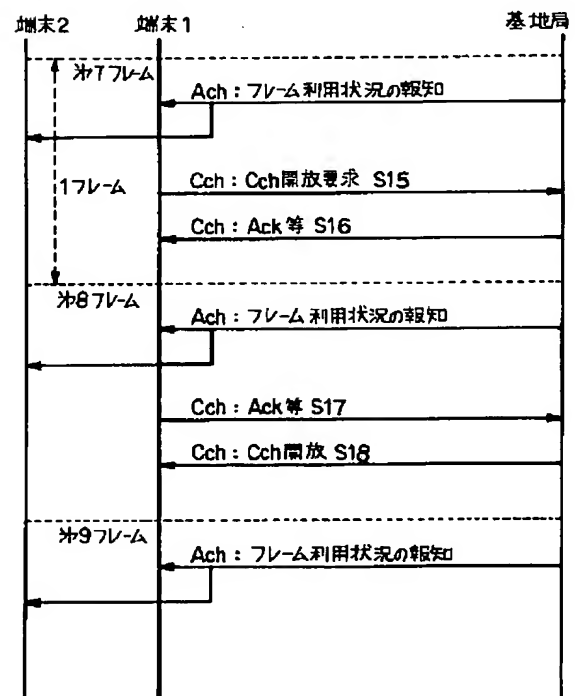 端末2 端末1 基地局
第7フレーム
Ach : フレーム利用状況の報知
1フレーム
Cch : Cch開放要求 S15
Cch : Ack等 S16
第8フレーム
Ach : フレーム利用状況の報知
Cch : Ack等 S17
Cch : Cch開放 S18
第9フレーム
Ach : フレーム利用状況の報知